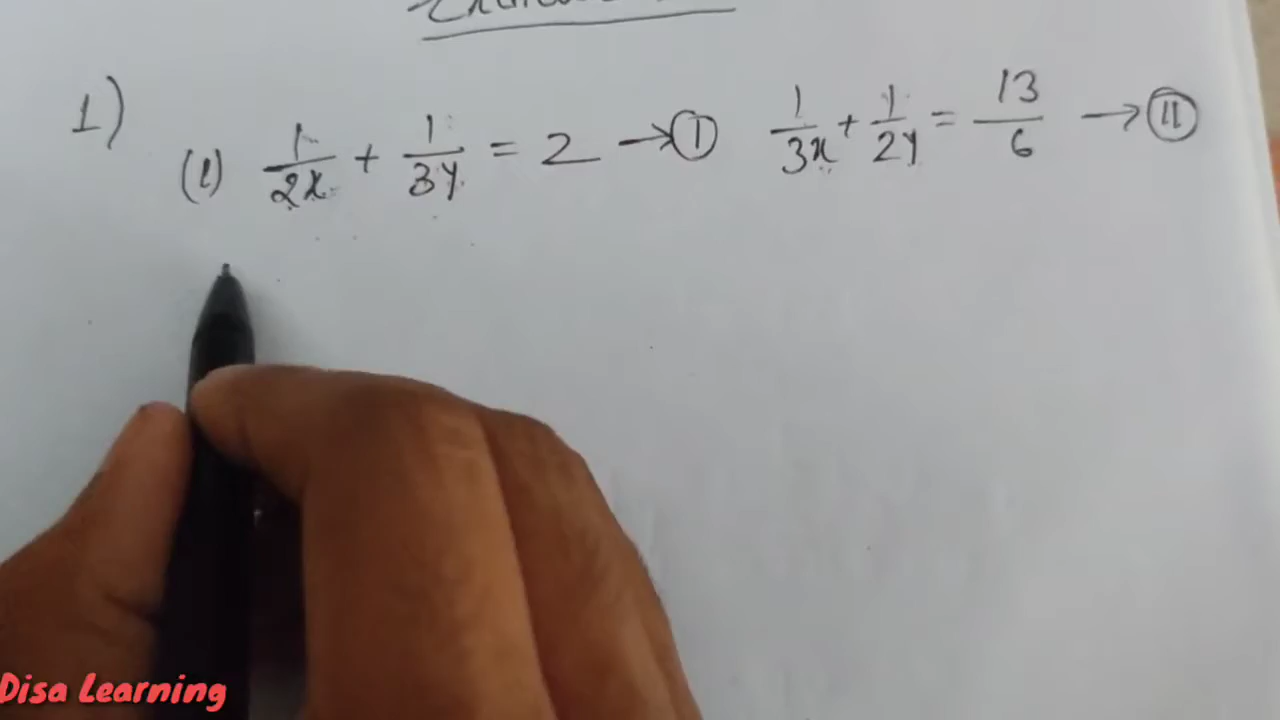 1)
(i) 1/2x + 1/3y = 2 → (I) 1/3x + 1/2y = 13/6 → (II)
Disa Learning